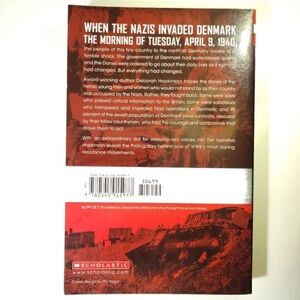 WHEN THE NAZIS INVADED DENMARK
THE MORNING OF TUESDAY, APRIL 9, 1940
The people of this tiny country to the north of Germany awoke to a
terrible shock. The government of Denmark had surrendered quickly
and the Danes were ordered to go about their daily lives as if nothing
had changed. But everything had changed.
Award-winning author Deborah Hopkinson traces the stories of the
heroic young men and women who would not stand by as their country
was occupied by the Nazis. Rather, they fought back. Some were spies
who passed critical information to the British; some were saboteurs
who hampered and impeded Nazi operations in Denmark; and 95
percent of the Jewish population of Denmark were survivors, rescued
by their fellow countrymen, who had the courage and conscience that
drove them to act.
With an extraordinary skill for weaving real voices into the narrative,
Hopkinson reveals the thrilling story behind one of WWII's most daring
resistance movements.
50699
SCHOLASTIC
www.scholastic.com